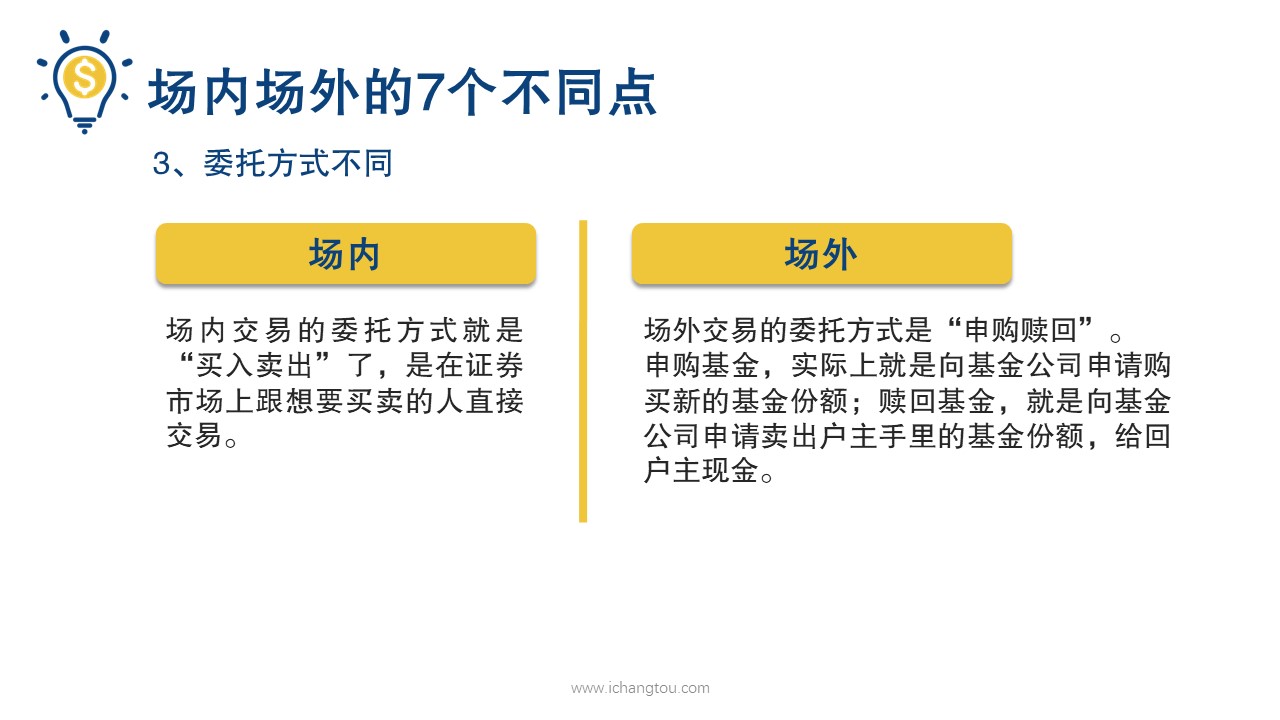 场内场外的7个不同点
3、委托方式不同
场内
场内交易的委托方式就是
“买入卖出”了，是在证券
市场上跟想要买卖的人直接
交易。
场外
场外交易的委托方式是“申购赎回”。
申购基金，实际上就是向基金公司申请购
买新的基金份额；赎回基金，就是向基金
公司申请卖出户主手里的基金份额，给回
户主现金。
www.ichangtou.com